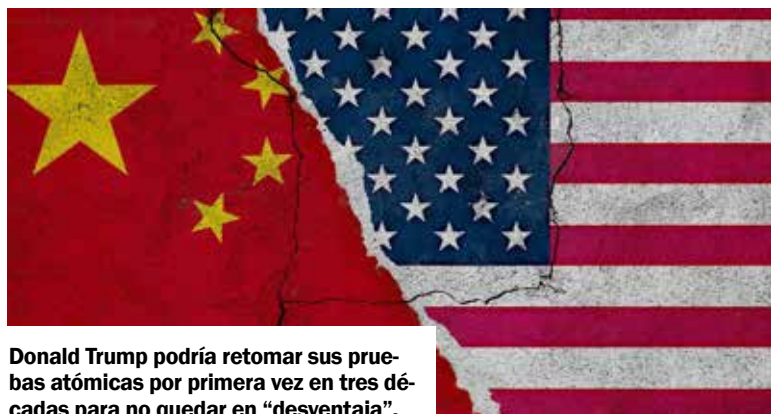 Donald Trump podría retomar sus prue-
bas atómicas por primera vez en tres dé-
cadas para no quedar en “desventaja”.